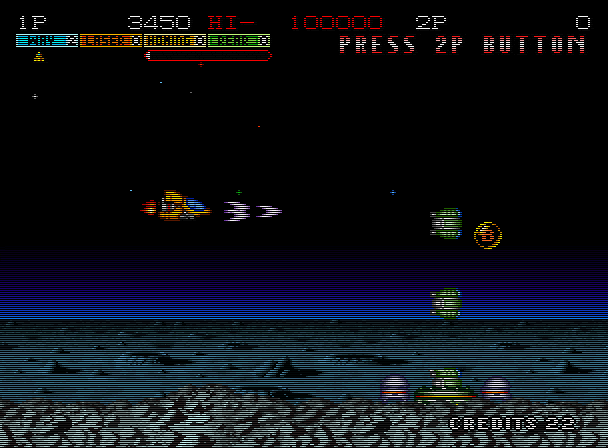 1P 3450 HI- 100000 2P 0
WAY 2 LASER 0 HOMING 0 REAR 0
PRESS 2P BUTTON
B
CREDITS 22